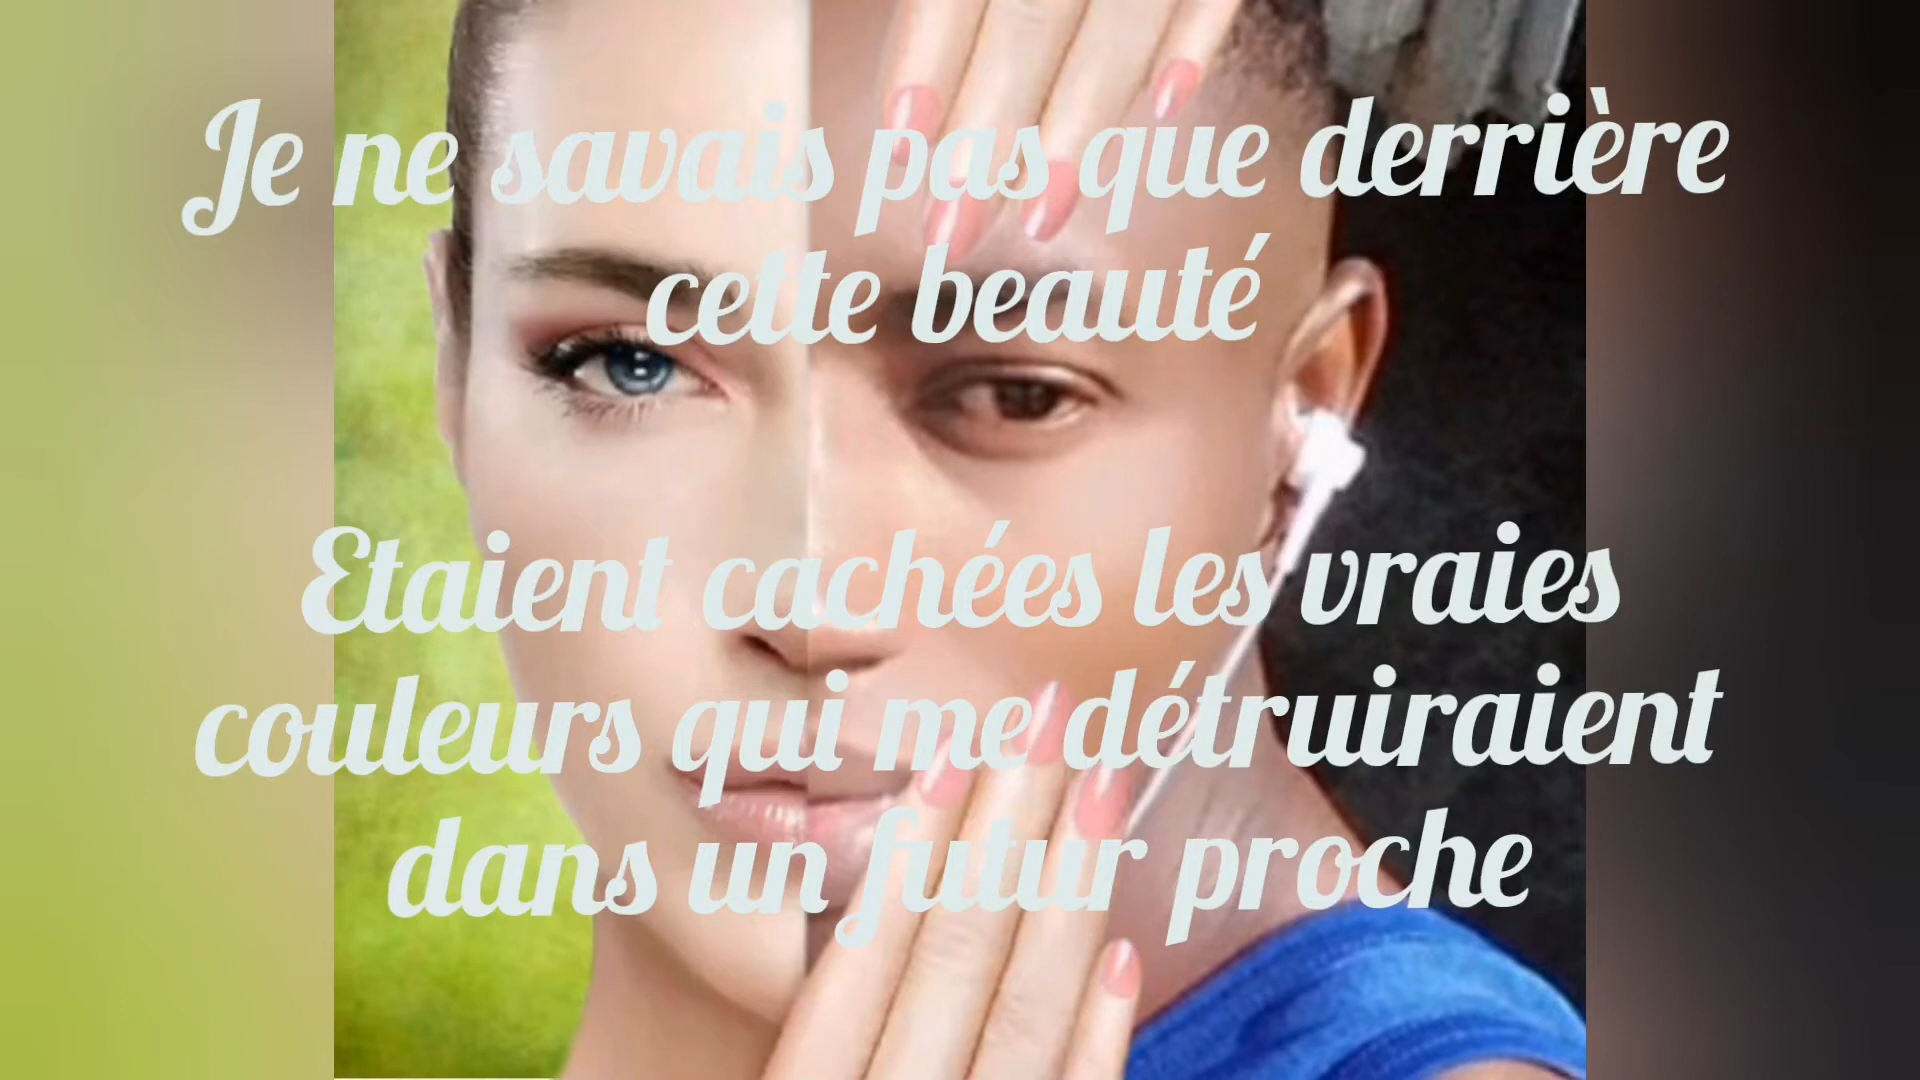 Je ne savais pas que derrière
cette beauté
Etaient cachées les vraies
couleurs qui me détruiraient
dans un futur proche